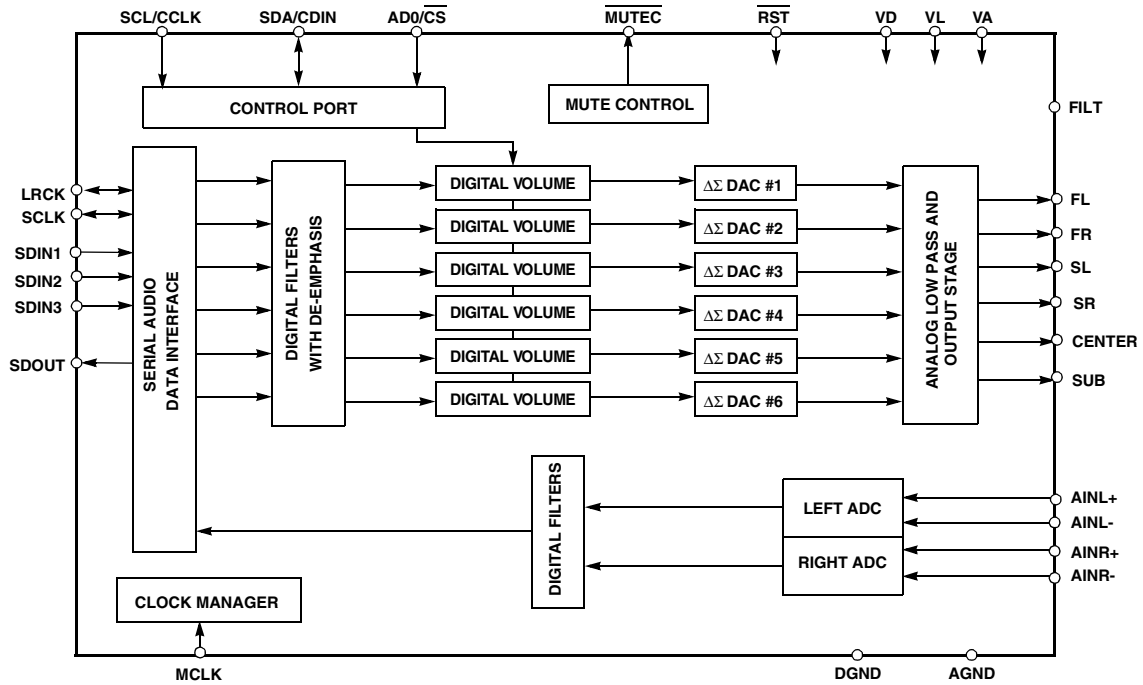 SCL/CCLK
SDA/CDIN
AD0/CS
MUTEC
RST
VD
VL
VA
CONTROL PORT
MUTE CONTROL
FILT
LRCK
SCLK
SDIN1
SDIN2
SDIN3
SDOUT
SERIAL AUDIO
DATA INTERFACE
DIGITAL FILTERS
WITH DE-EMPHASIS
DIGITAL VOLUME
DIGITAL VOLUME
DIGITAL VOLUME
DIGITAL VOLUME
DIGITAL VOLUME
DIGITAL VOLUME
ΔΣ DAC #1
ΔΣ DAC #2
ΔΣ DAC #3
ΔΣ DAC #4
ΔΣ DAC #5
ΔΣ DAC #6
ANALOG LOW PASS AND
OUTPUT STAGE
FL
FR
SL
SR
CENTER
SUB
DIGITAL FILTERS
LEFT ADC
RIGHT ADC
AINL+
AINL-
AINR+
AINR-
CLOCK MANAGER
MCLK
DGND
AGND